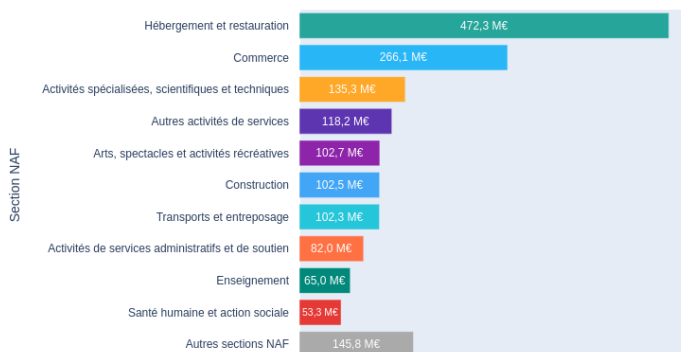 Section NAF
Hébergement et restauration 472,3 M€
Commerce 266,1 M€
Activités spécialisées, scientifiques et techniques 135,3 M€
Autres activités de services 118,2 M€
Arts, spectacles et activités récréatives 102,7 M€
Construction 102,5 M€
Transports et entreposage 102,3 M€
Activités de services administratifs et de soutien 82,0 M€
Enseignement 65,0 M€
Santé humaine et action sociale 53,3 M€
Autres sections NAF 145,8 M€